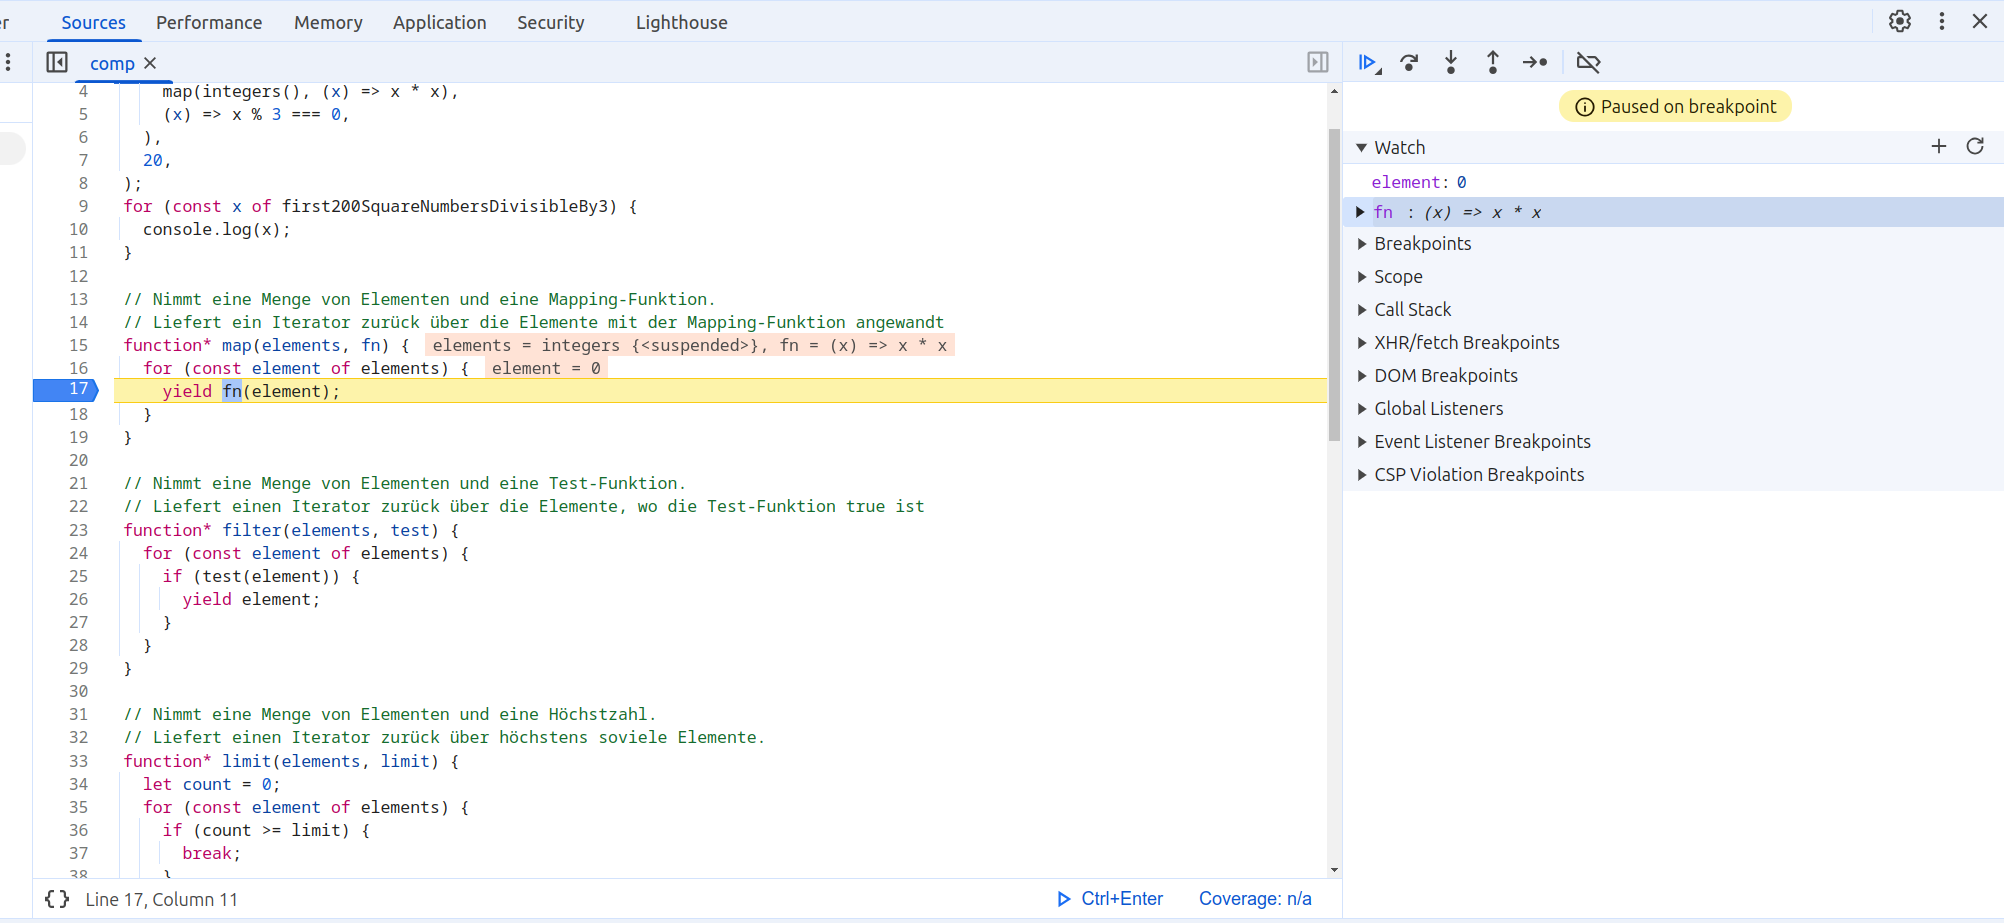 er Sources Performance Memory Application Security Lighthouse
comp
4 map(integers(), (x) => x * x),
5 (x) => x % 3 === 0,
6 ),
7 20,
8 );
9 for (const x of first200SquareNumbersDivisibleBy3) {
10 console.log(x);
11 }
12
13 // Nimmt eine Menge von Elementen und eine Mapping-Funktion.
14 // Liefert ein Iterator zurück über die Elemente mit der Mapping-Funktion angewandt
15 function* map(elements, fn) { elements = integers {<suspended>}, fn = (x) => x * x
16 for (const element of elements) { element = 0
17 yield fn(element);
18 }
19 }
20
21 // Nimmt eine Menge von Elementen und eine Test-Funktion.
22 // Liefert einen Iterator zurück über die Elemente, wo die Test-Funktion true ist
23 function* filter(elements, test) {
24 for (const element of elements) {
25 if (test(element)) {
26 yield element;
27 }
28 }
29 }
30
31 // Nimmt eine Menge von Elementen und eine Höchstzahl.
32 // Liefert einen Iterator zurück über höchstens soviele Elemente.
33 function* limit(elements, limit) {
34 let count = 0;
35 for (const element of elements) {
36 if (count >= limit) {
37 break;
38 }
{} Line 17, Column 11 Ctrl+Enter Coverage: n/a
Paused on breakpoint
Watch
element: 0
fn : (x) => x * x
Breakpoints
Scope
Call Stack
XHR/fetch Breakpoints
DOM Breakpoints
Global Listeners
Event Listener Breakpoints
CSP Violation Breakpoints